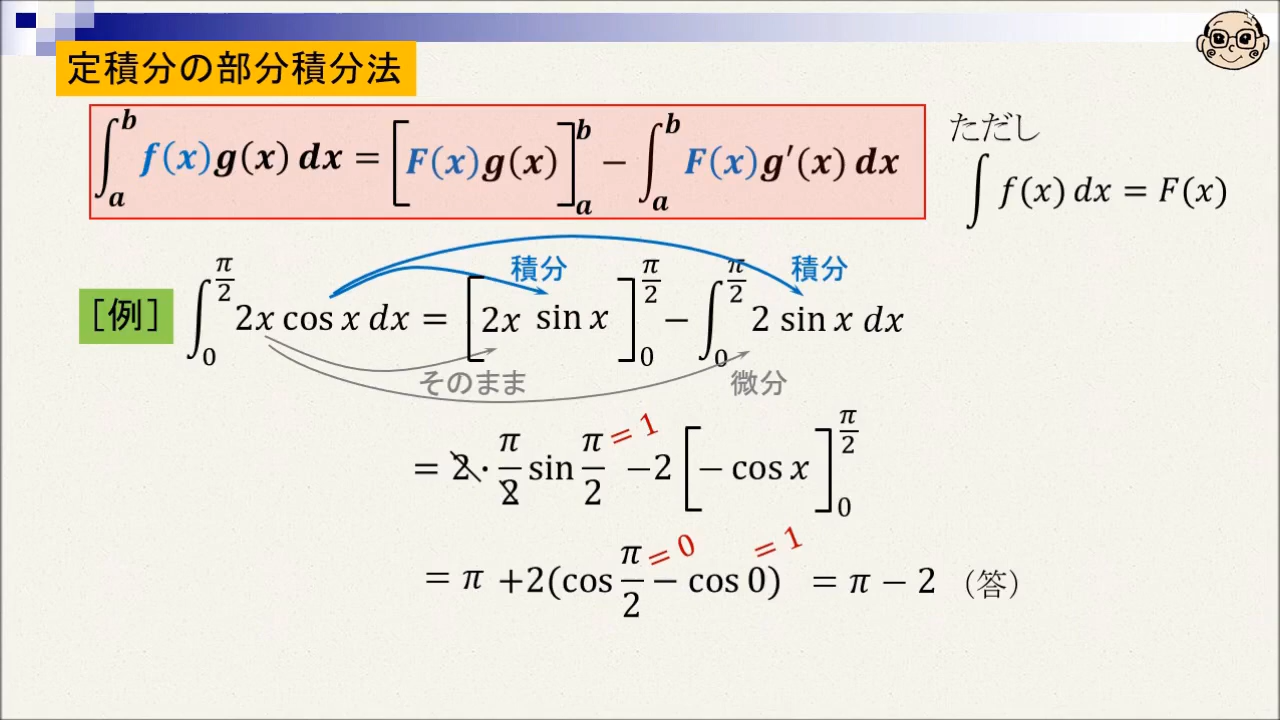 定積分の部分積分法
∫_a^b f(x)g(x) dx = [F(x)g(x)]_a^b − ∫_a^b F(x)g′(x) dx
ただし
∫ f(x) dx = F(x)
積分 積分
［例］ ∫_0^{π/2} 2x cos x dx = [2x sin x]_0^{π/2} − ∫_0^{π/2} 2 sin x dx
そのまま 微分
= 2 · π/2 sin π/2 = 1 −2[− cos x]_0^{π/2}
= π +2(cos π/2 = 0 − cos 0 = 1) = π − 2 （答）